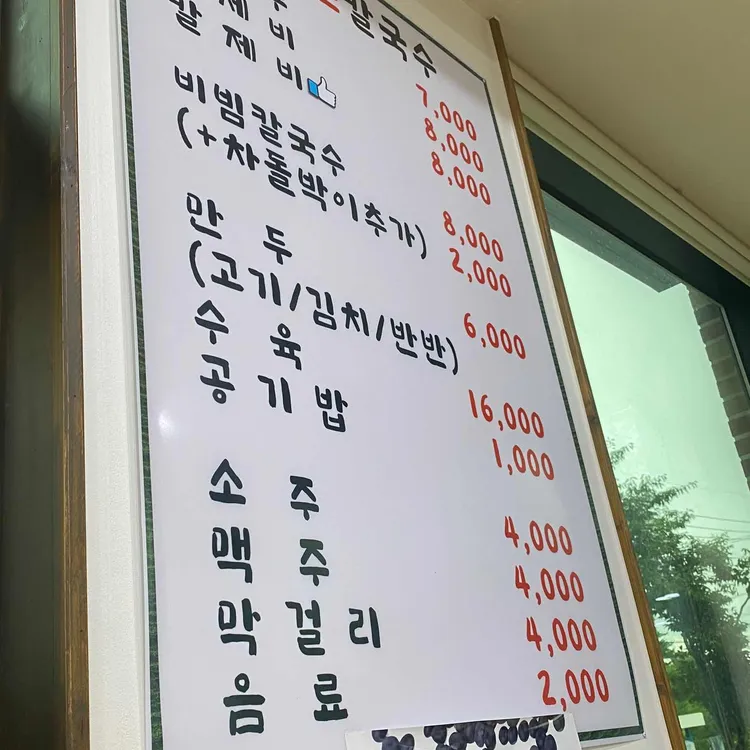 칼국수 7,000
제 비 8,000
칼 제 비 8,000
비빔칼국수 8,000
(+차돌박이추가) 2,000
만 두 6,000
(고기/김치/반반)
수 육 16,000
공 기 밥 1,000
소 주 4,000
맥 주 4,000
막 걸 리 4,000
음 료 2,000